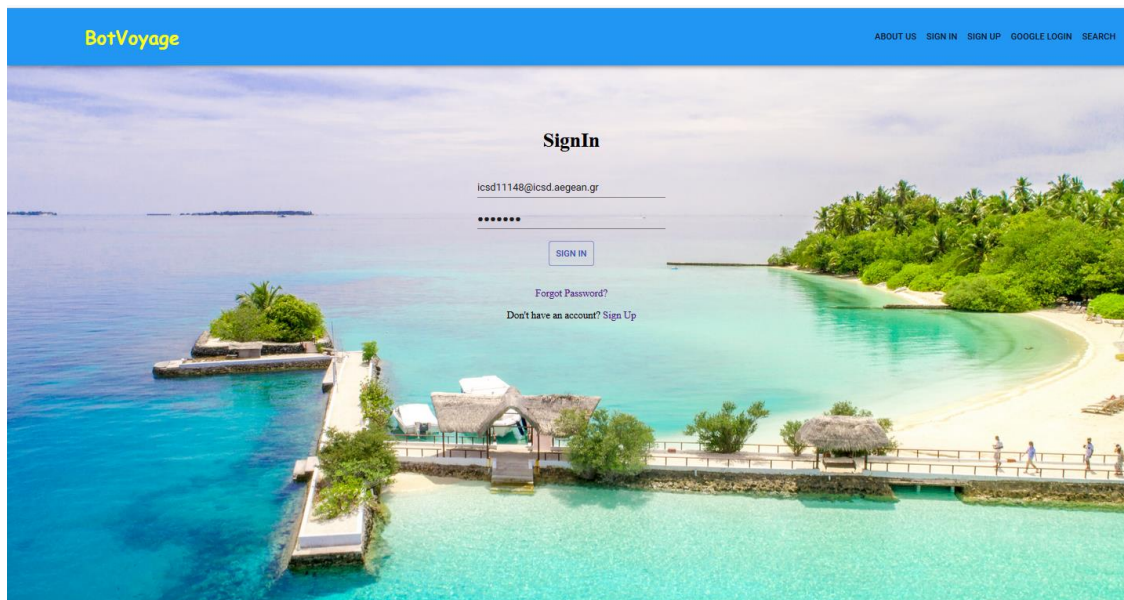 BotVoyage
ABOUT US SIGN IN SIGN UP GOOGLE LOGIN SEARCH
SignIn
icsd11148@icsd.aegean.gr
•••••••
SIGN IN
Forgot Password?
Don't have an account? Sign Up